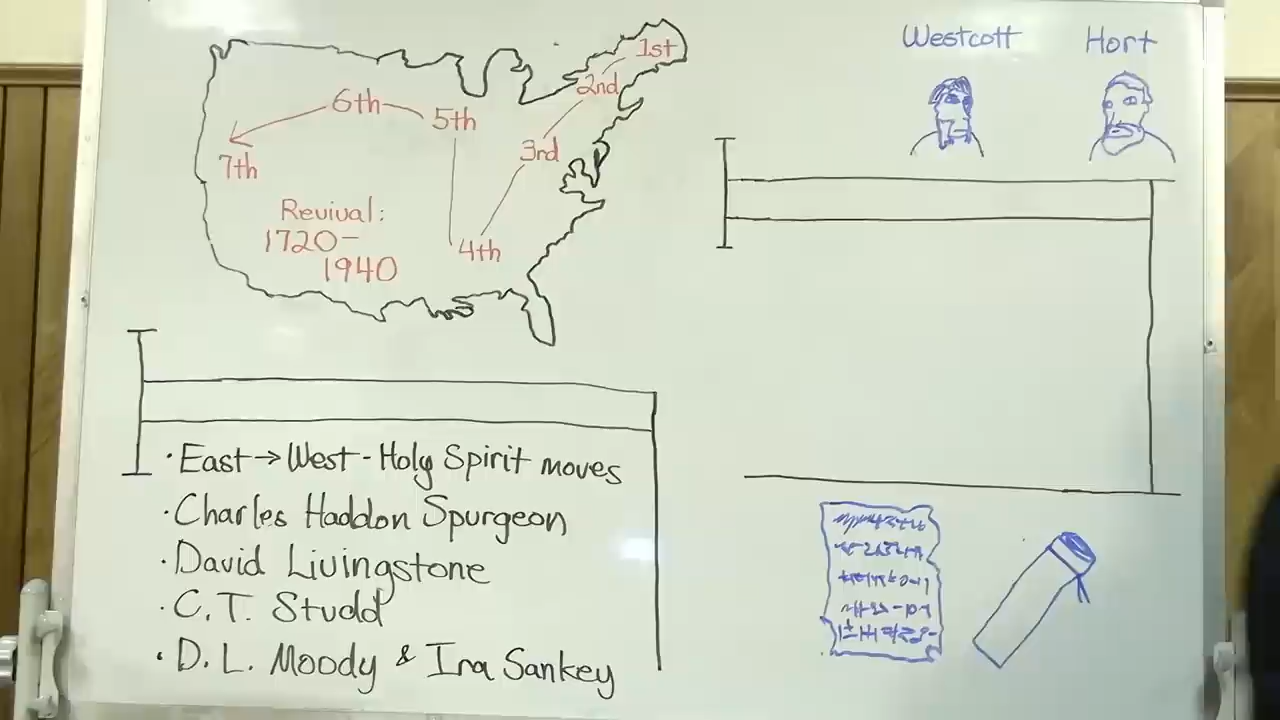 1st
2nd
6th
5th
3rd
7th
Revival:
1720-
1940
4th
Westcott Hort
· East → West - Holy Spirit moves
· Charles Haddon Spurgeon
· David Livingstone
· C.T. Studd
· D. L. Moody & Ira Sankey